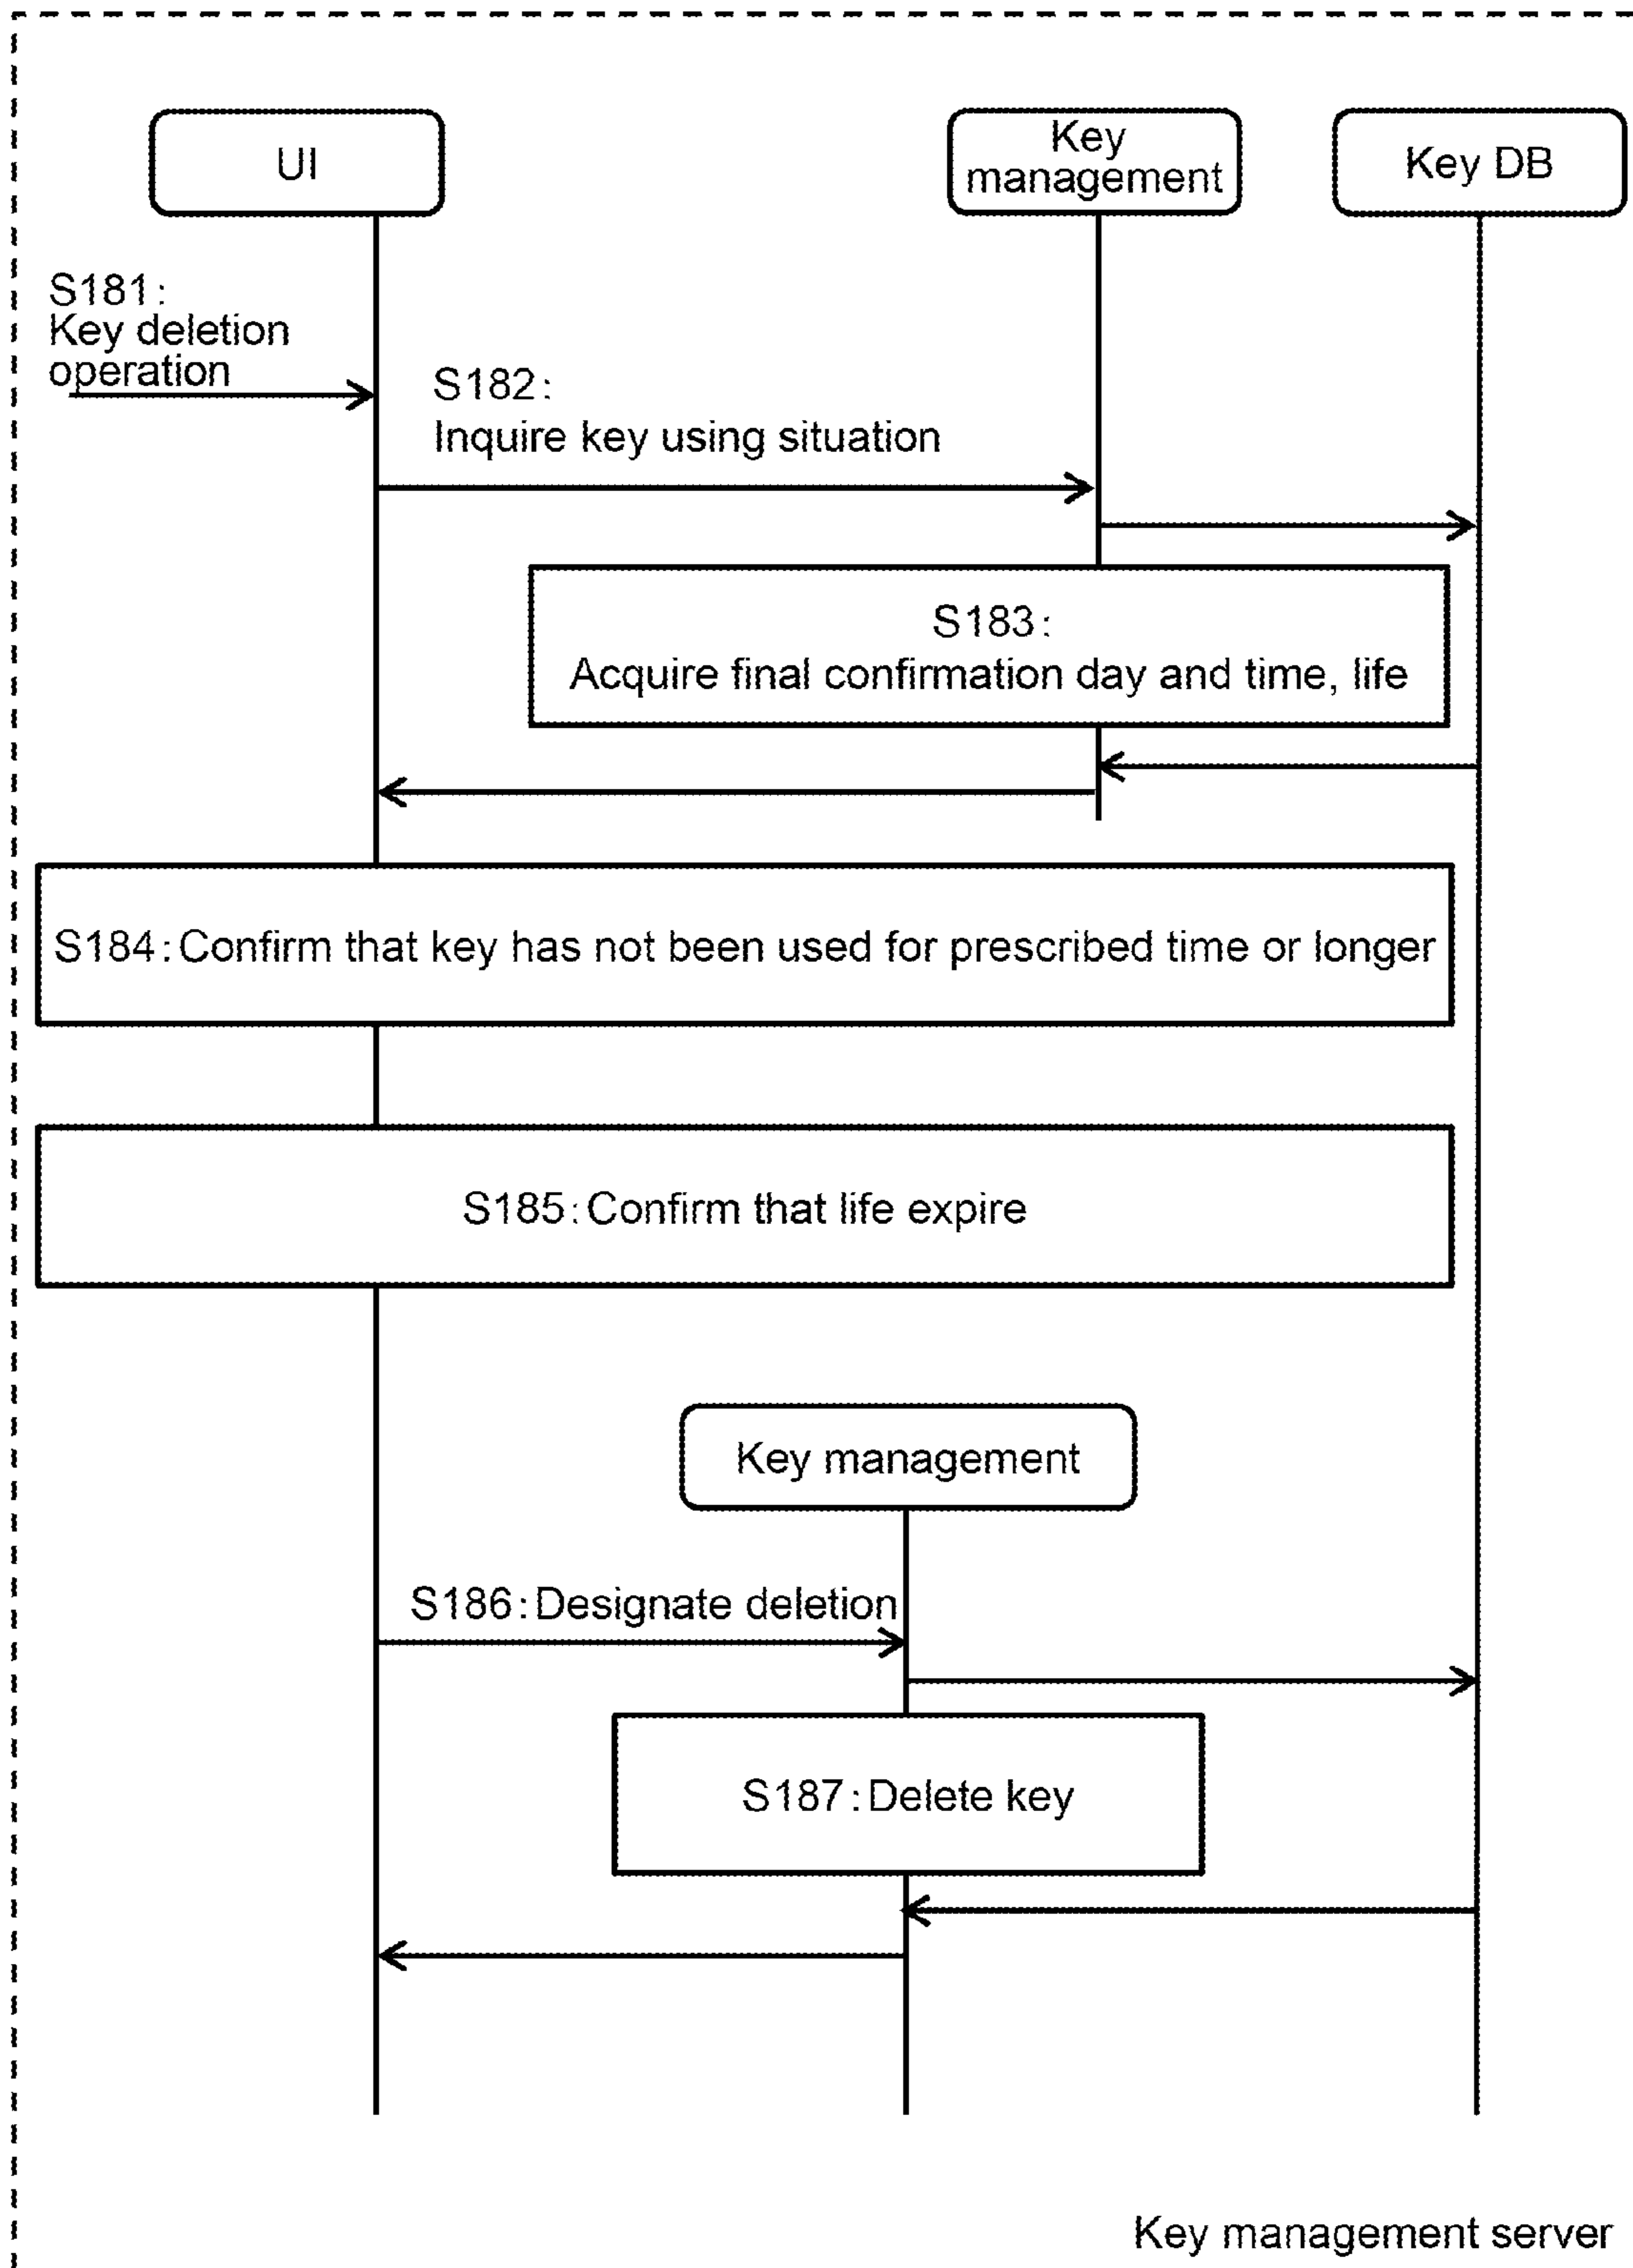 UI
Key
management
Key DB
S181:
Key deletion
operation
S182:
Inquire key using situation
S183:
Acquire final confirmation day and time, life
S184:Confirm that key has not been used for prescribed time or longer
S185:Confirm that life expire
Key management
S186:Designate deletion
S187:Delete key
Key management server